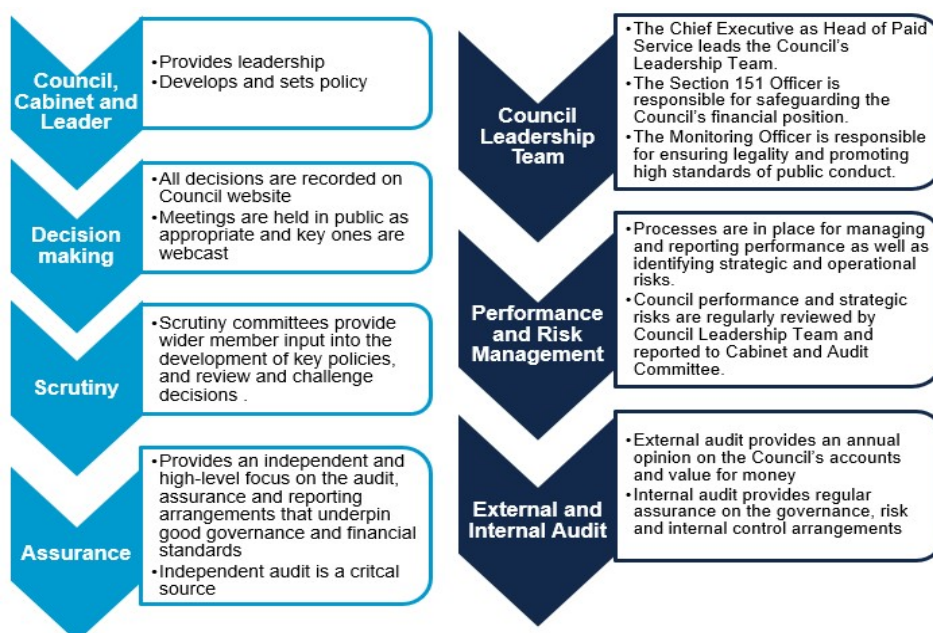 Council,
Cabinet and
Leader
•Provides leadership
•Develops and sets policy
Decision
making
•All decisions are recorded on
Council website
•Meetings are held in public as
appropriate and key ones are
webcast
Scrutiny
•Scrutiny committees provide
wider member input into the
development of key policies,
and review and challenge
decisions .
Assurance
•Provides an independent and
high-level focus on the audit,
assurance and reporting
arrangements that underpin
good governance and financial
standards
•Independent audit is a critcal
source
Council
Leadership
Team
•The Chief Executive as Head of Paid
Service leads the Council's
Leadership Team.
•The Section 151 Officer is
responsible for safeguarding the
Council's financial position.
•The Monitoring Officer is responsible
for ensuring legality and promoting
high standards of public conduct.
Performance
and Risk
Management
•Processes are in place for managing
and reporting performance as well as
identifying strategic and operational
risks.
•Council performance and strategic
risks are regularly reviewed by
Council Leadership Team and
reported to Cabinet and Audit
Committee.
External and
Internal Audit
•External audit provides an annual
opinion on the Council's accounts
and value for money
•Internal audit provides regular
assurance on the governance, risk
and internal control arrangements